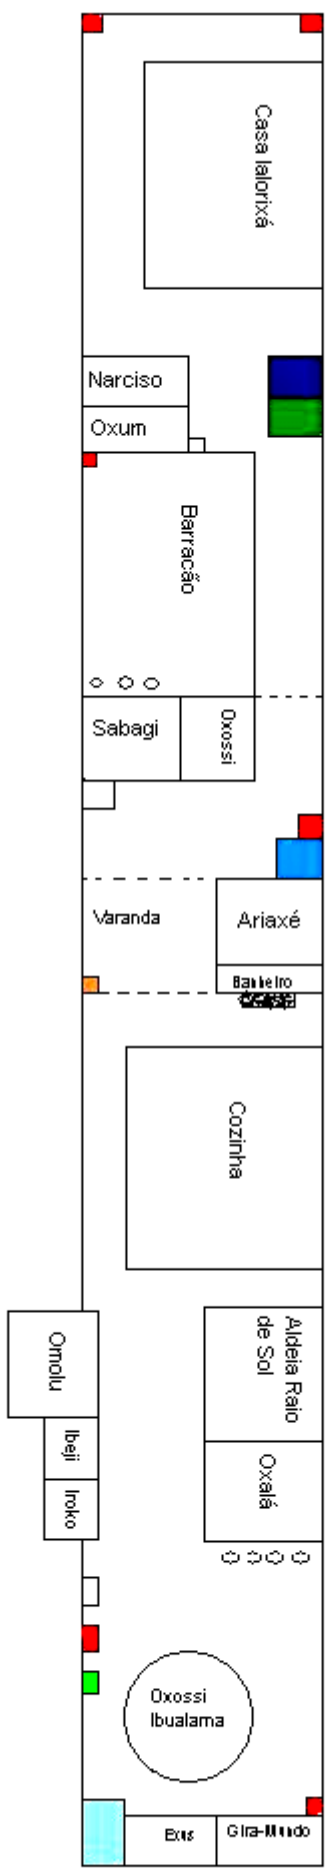 Casa Ialorixá
Narciso
Oxum
Barracão
Sabagi
Oxossi
Varanda
Ariaxé
Banheiro
Cozinha
Aldeia Raio
de Sol
Omolu
Ibeji
Oxalá
Iroko
Oxossi
Ibualama
Exus
Gira-Mundo